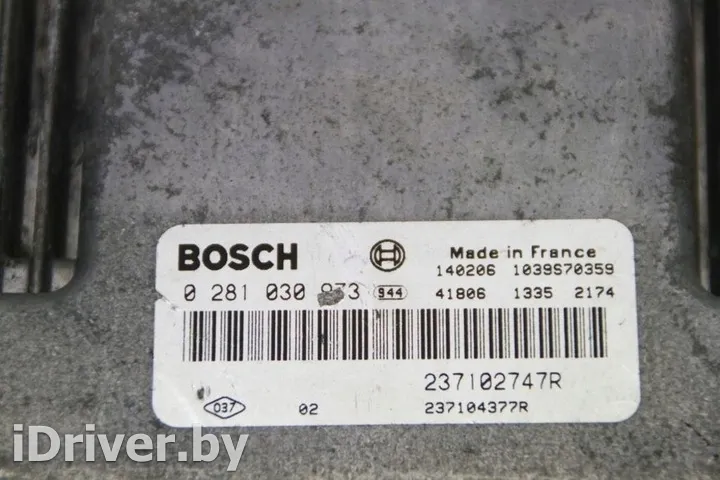 BOSCH
Made in France
140206 1039S70359
0 281 030 973 944
41806 1335 2174
237102747R
037 02 237104377R
iDriver.by